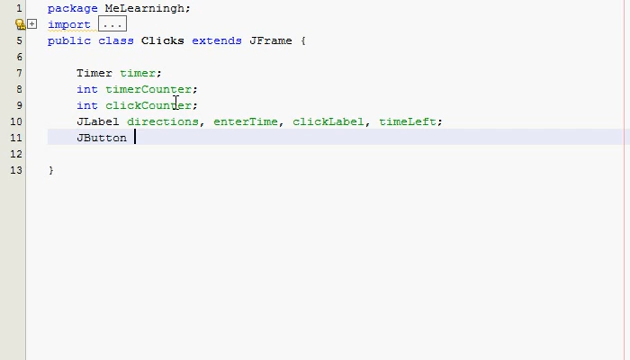 1 package MeLearningh;
2 import ...
5 public class Clicks extends JFrame {
6
7 Timer timer;
8 int timerCounter;
9 int clickCounter;
10 JLabel directions, enterTime, clickLabel, timeLeft;
11 JButton
12
13 }